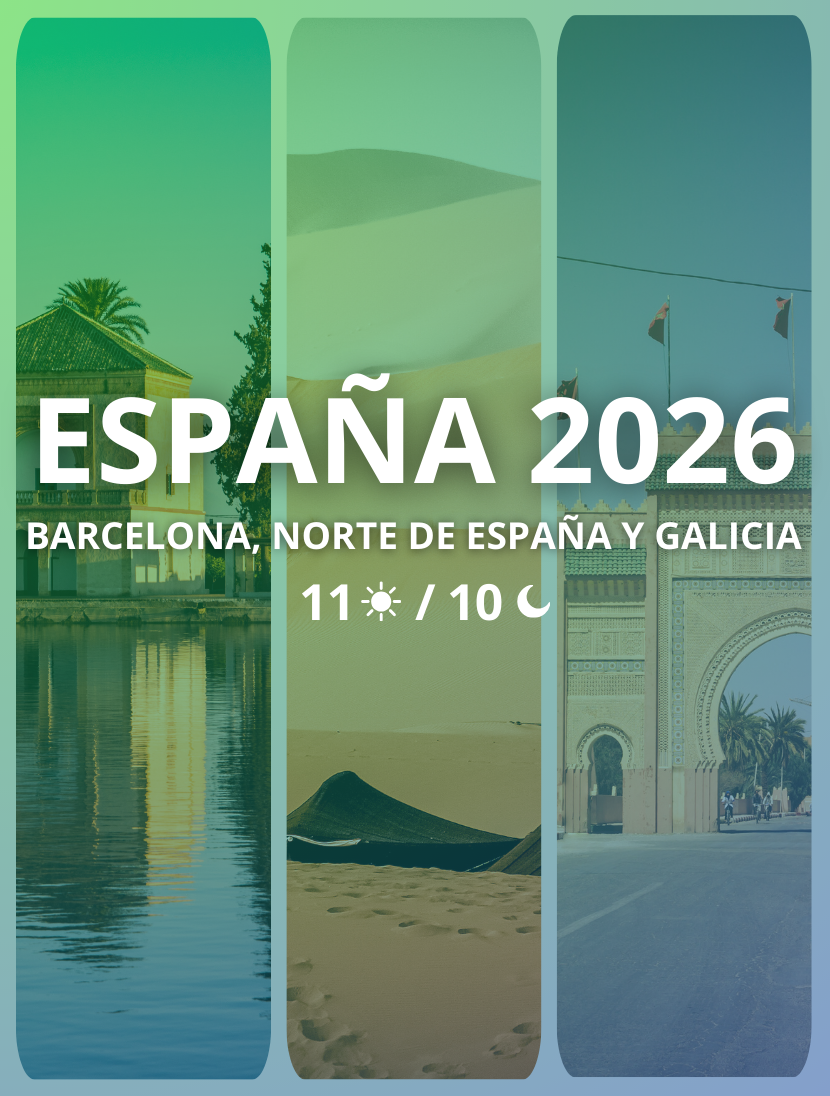 ESPAÑA 2026
BARCELONA, NORTE DE ESPAÑA Y GALICIA
11☀ / 10 ☾